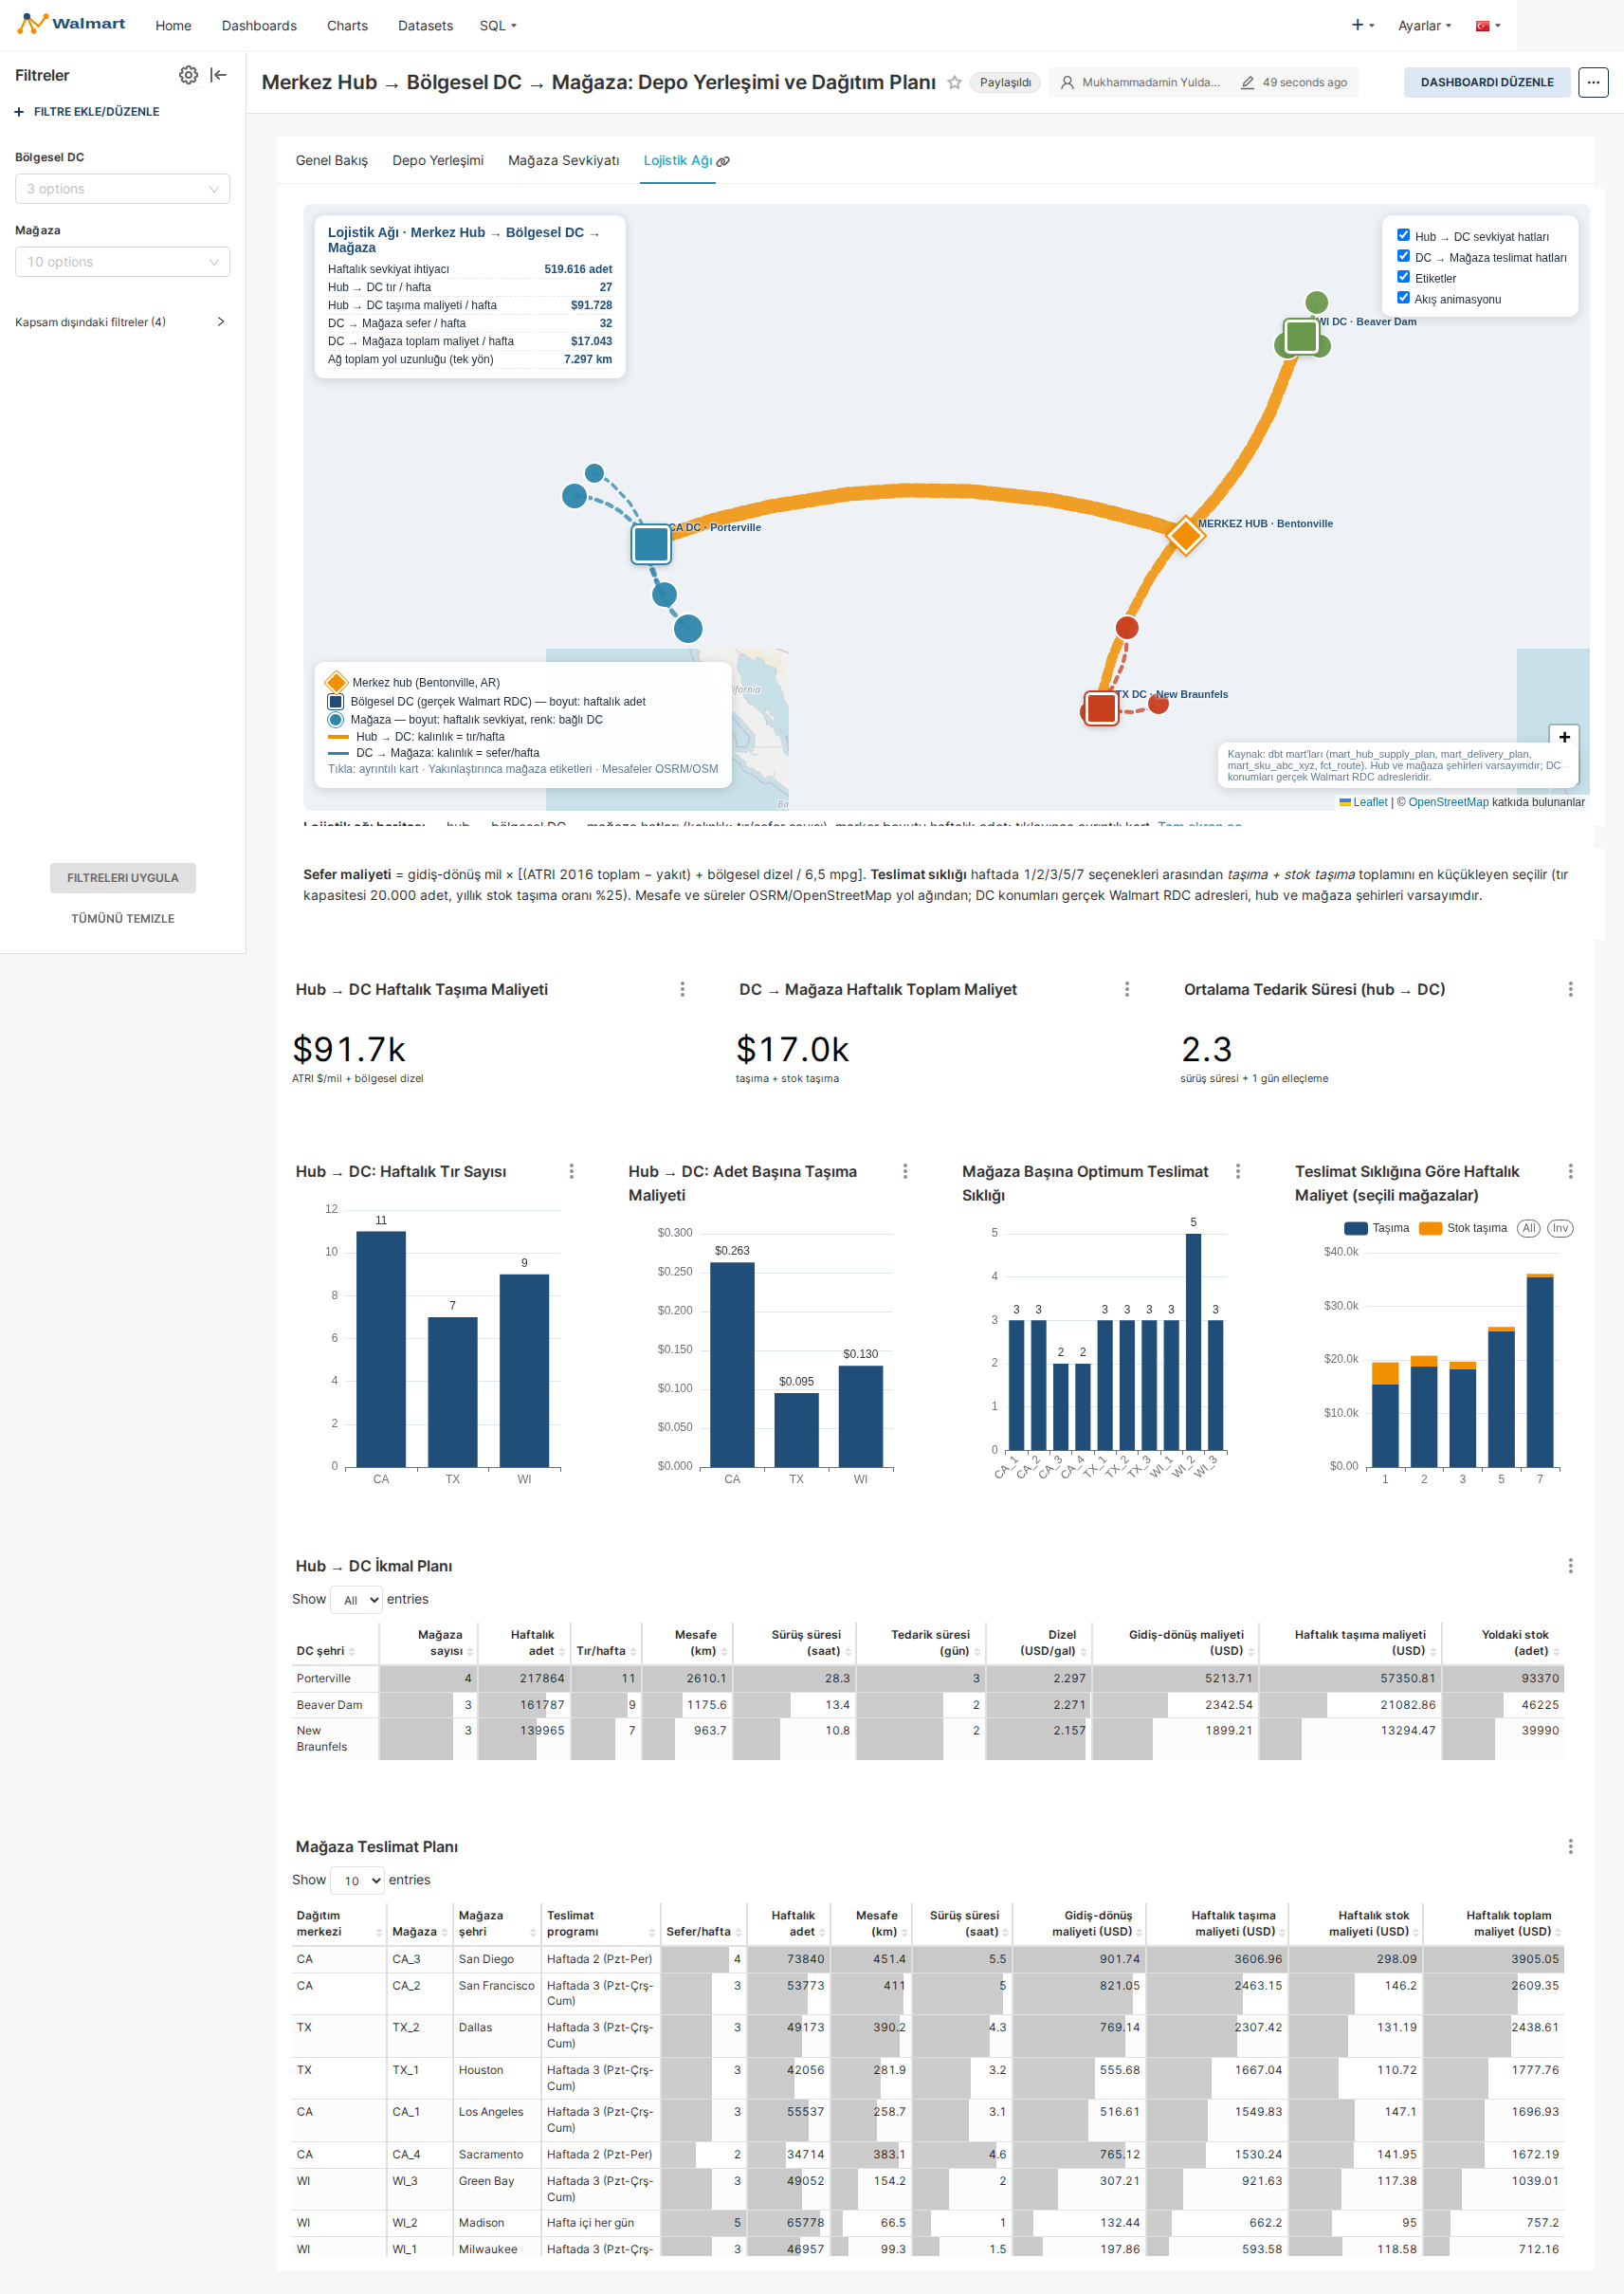 Walmart
Home
Dashboards
Charts
Datasets
SQL
+
Ayarlar
Filtreler
+ FILTRE EKLE/DÜZENLE
Bölgesel DC
3 options
Mağaza
10 options
Kapsam dışındaki filtreler (4)
FILTRELERI UYGULA
TÜMÜNÜ TEMIZLE
Merkez Hub → Bölgesel DC → Mağaza: Depo Yerleşimi ve Dağıtım Planı
Paylaşıldı
Mukhammadamin Yulda...
49 seconds ago
DASHBOARDI DÜZENLE
...
Genel Bakış
Depo Yerleşimi
Mağaza Sevkiyatı
Lojistik Ağı
Lojistik Ağı · Merkez Hub → Bölgesel DC →
Mağaza
Haftalık sevkiyat ihtiyacı 519.616 adet
Hub → DC tır / hafta 27
Hub → DC taşıma maliyeti / hafta $91.728
DC → Mağaza sefer / hafta 32
DC → Mağaza toplam maliyet / hafta $17.043
Ağ toplam yol uzunluğu (tek yön) 7.297 km
Hub → DC sevkiyat hatları
DC → Mağaza teslimat hatları
Etiketler
Akış animasyonu
WI DC · Beaver Dam
CA DC · Porterville
MERKEZ HUB · Bentonville
TX DC · New Braunfels
Merkez hub (Bentonville, AR)
Bölgesel DC (gerçek Walmart RDC) — boyut: haftalık adet
Mağaza — boyut: haftalık sevkiyat, renk: bağlı DC
Hub → DC: kalınlık = tır/hafta
DC → Mağaza: kalınlık = sefer/hafta
Tıkla: ayrıntılı kart · Yakınlaştırınca mağaza etiketleri · Mesafeler OSRM/OSM
+
Kaynak: dbt mart'ları (mart_hub_supply_plan, mart_delivery_plan,
mart_sku_abc_xyz, fct_route). Hub ve mağaza şehirleri varsayımdır; DC
konumları gerçek Walmart RDC adresleridir.
Leaflet | © OpenStreetMap katkıda bulunanlar
Sefer maliyeti = gidiş-dönüş mil × [(ATRI 2016 toplam − yakıt) + bölgesel dizel / 6,5 mpg]. Teslimat sıklığı haftada 1/2/3/5/7 seçenekleri arasından taşıma + stok taşıma toplamını en küçükleyen seçilir (tır
kapasitesi 20.000 adet, yıllık stok taşıma oranı %25). Mesafe ve süreler OSRM/OpenStreetMap yol ağından; DC konumları gerçek Walmart RDC adresleri, hub ve mağaza şehirleri varsayımdır.
Hub → DC Haftalık Taşıma Maliyeti
$91.7k
ATRI $/mil + bölgesel dizel
DC → Mağaza Haftalık Toplam Maliyet
$17.0k
taşıma + stok taşıma
Ortalama Tedarik Süresi (hub → DC)
2.3
sürüş süresi + 1 gün elleçleme
Hub → DC: Haftalık Tır Sayısı
12
10
8
6
4
2
0
11
7
9
CA TX WI
Hub → DC: Adet Başına Taşıma
Maliyeti
$0.300
$0.250
$0.200
$0.150
$0.100
$0.050
$0.000
$0.263
$0.095
$0.130
CA TX WI
Mağaza Başına Optimum Teslimat
Sıklığı
5
4
3
2
1
0
3 3 2 2 3 3 3 3 5 3
CA_1 CA_2 CA_3 CA_4 TX_1 TX_2 TX_3 WI_1 WI_2 WI_3
Teslimat Sıklığına Göre Haftalık
Maliyet (seçili mağazalar)
Taşıma Stok taşıma All Inv
$40.0k
$30.0k
$20.0k
$10.0k
$0.00
1 2 3 5 7
Hub → DC İkmal Planı
Show All entries
DC şehri | Mağaza sayısı | Haftalık adet | Tır/hafta | Mesafe (km) | Sürüş süresi (saat) | Tedarik süresi (gün) | Dizel (USD/gal) | Gidiş-dönüş maliyeti (USD) | Haftalık taşıma maliyeti (USD) | Yoldaki stok (adet)
Porterville 4 217864 11 2610.1 28.3 3 2.297 5213.71 57350.81 93370
Beaver Dam 3 161787 9 1175.6 13.4 2 2.271 2342.54 21082.86 46225
New Braunfels 3 139965 7 963.7 10.8 2 2.157 1899.21 13294.47 39990
Mağaza Teslimat Planı
Show 10 entries
Dağıtım merkezi | Mağaza | Mağaza şehri | Teslimat programı | Sefer/hafta | Haftalık adet | Mesafe (km) | Sürüş süresi (saat) | Gidiş-dönüş maliyeti (USD) | Haftalık taşıma maliyeti (USD) | Haftalık stok maliyeti (USD) | Haftalık toplam maliyet (USD)
CA CA_3 San Diego Haftada 2 (Pzt-Per) 4 73840 451.4 5.5 901.74 3606.96 298.09 3905.05
CA CA_2 San Francisco Haftada 3 (Pzt-Çrş-Cum) 3 53773 411 5 821.05 2463.15 146.2 2609.35
TX TX_2 Dallas Haftada 3 (Pzt-Çrş-Cum) 3 49173 390.2 4.3 769.14 2307.42 131.19 2438.61
TX TX_1 Houston Haftada 3 (Pzt-Çrş-Cum) 3 42056 281.9 3.2 555.68 1667.04 110.72 1777.76
CA CA_1 Los Angeles Haftada 3 (Pzt-Çrş-Cum) 3 55537 258.7 3.1 516.61 1549.83 147.1 1696.93
CA CA_4 Sacramento Haftada 2 (Pzt-Per) 2 34714 383.1 4.6 765.12 1530.24 141.95 1672.19
WI WI_3 Green Bay Haftada 3 (Pzt-Çrş-Cum) 3 49052 154.2 2 307.21 921.63 117.38 1039.01
WI WI_2 Madison Hafta içi her gün 5 65778 66.5 1 132.44 662.2 95 757.2
WI WI_1 Milwaukee Haftada 3 (Pzt-Çrş- 3 46957 99.3 1.5 197.86 593.58 118.58 712.16